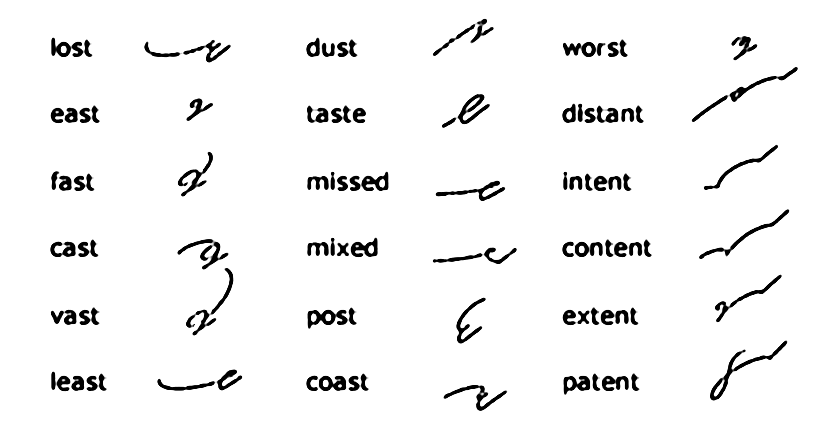 lost dust worst
east taste distant
fast missed intent
cast mixed content
vast post extent
least coast patent